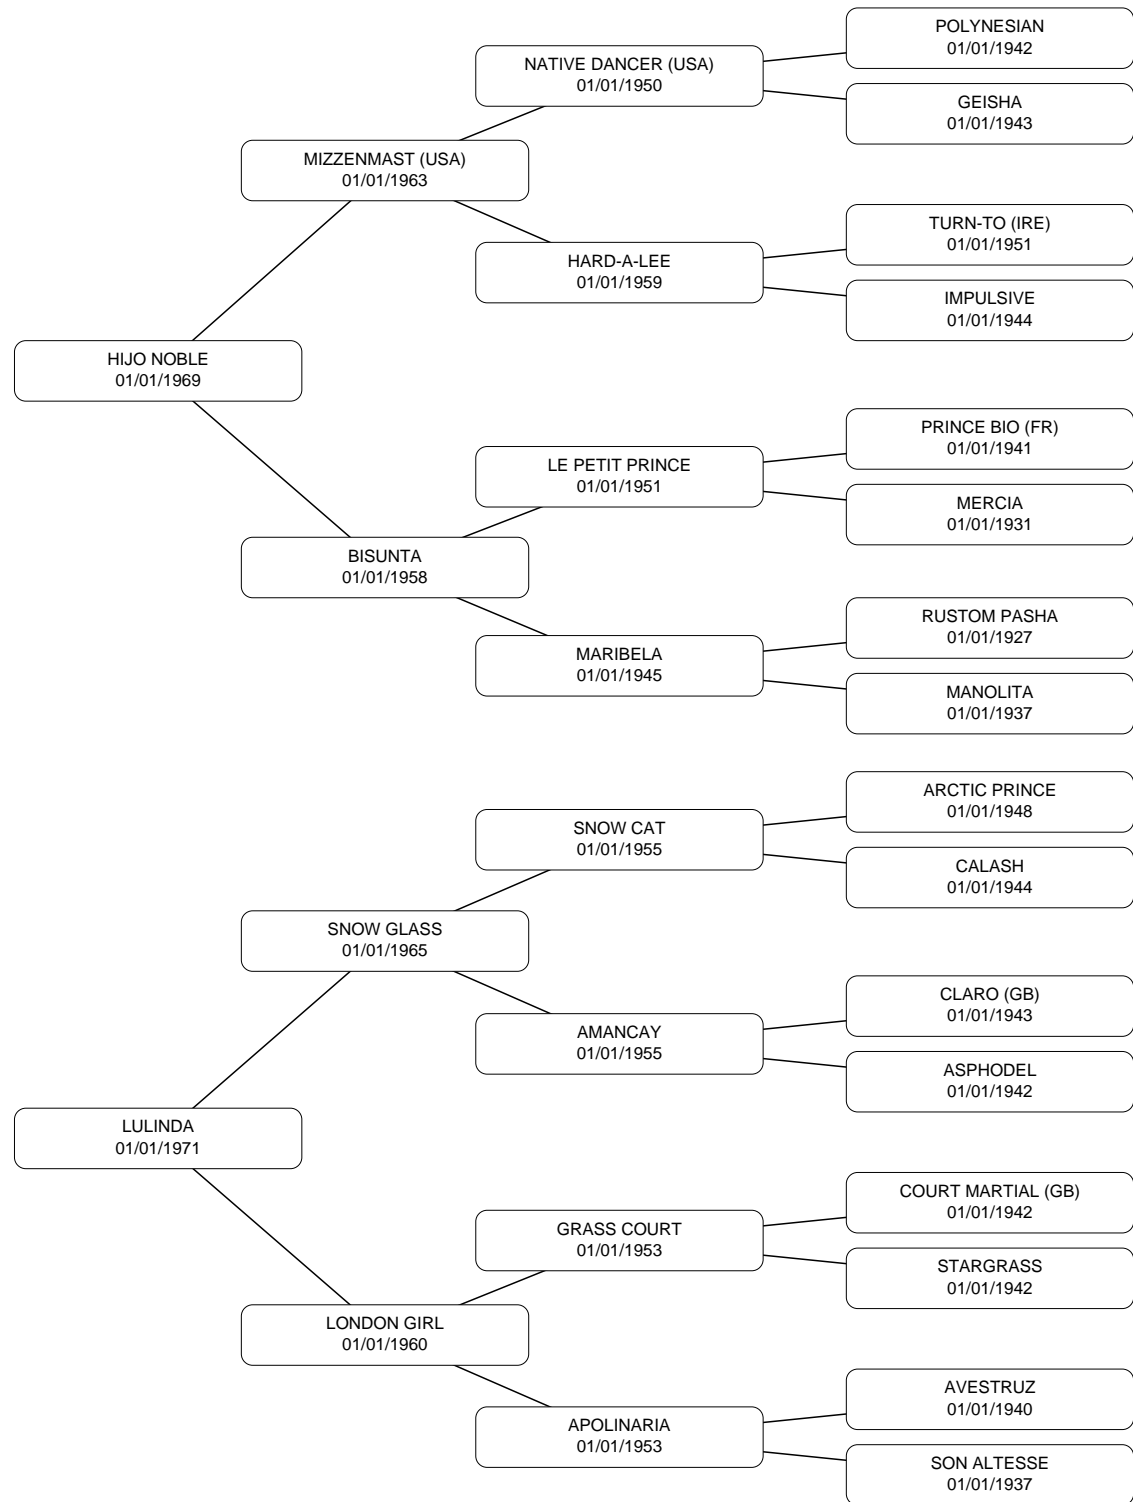 POLYNESIAN
01/01/1942
NATIVE DANCER (USA)
01/01/1950
GEISHA
01/01/1943
MIZZENMAST (USA)
01/01/1963
TURN-TO (IRE)
01/01/1951
HARD-A-LEE
01/01/1959
IMPULSIVE
01/01/1944
HIJO NOBLE
01/01/1969
PRINCE BIO (FR)
01/01/1941
LE PETIT PRINCE
01/01/1951
MERCIA
01/01/1931
BISUNTA
01/01/1958
RUSTOM PASHA
01/01/1927
MARIBELA
01/01/1945
MANOLITA
01/01/1937
ARCTIC PRINCE
01/01/1948
SNOW CAT
01/01/1955
CALASH
01/01/1944
SNOW GLASS
01/01/1965
CLARO (GB)
01/01/1943
AMANCAY
01/01/1955
ASPHODEL
01/01/1942
LULINDA
01/01/1971
COURT MARTIAL (GB)
01/01/1942
GRASS COURT
01/01/1953
STARGRASS
01/01/1942
LONDON GIRL
01/01/1960
AVESTRUZ
01/01/1940
APOLINARIA
01/01/1953
SON ALTESSE
01/01/1937